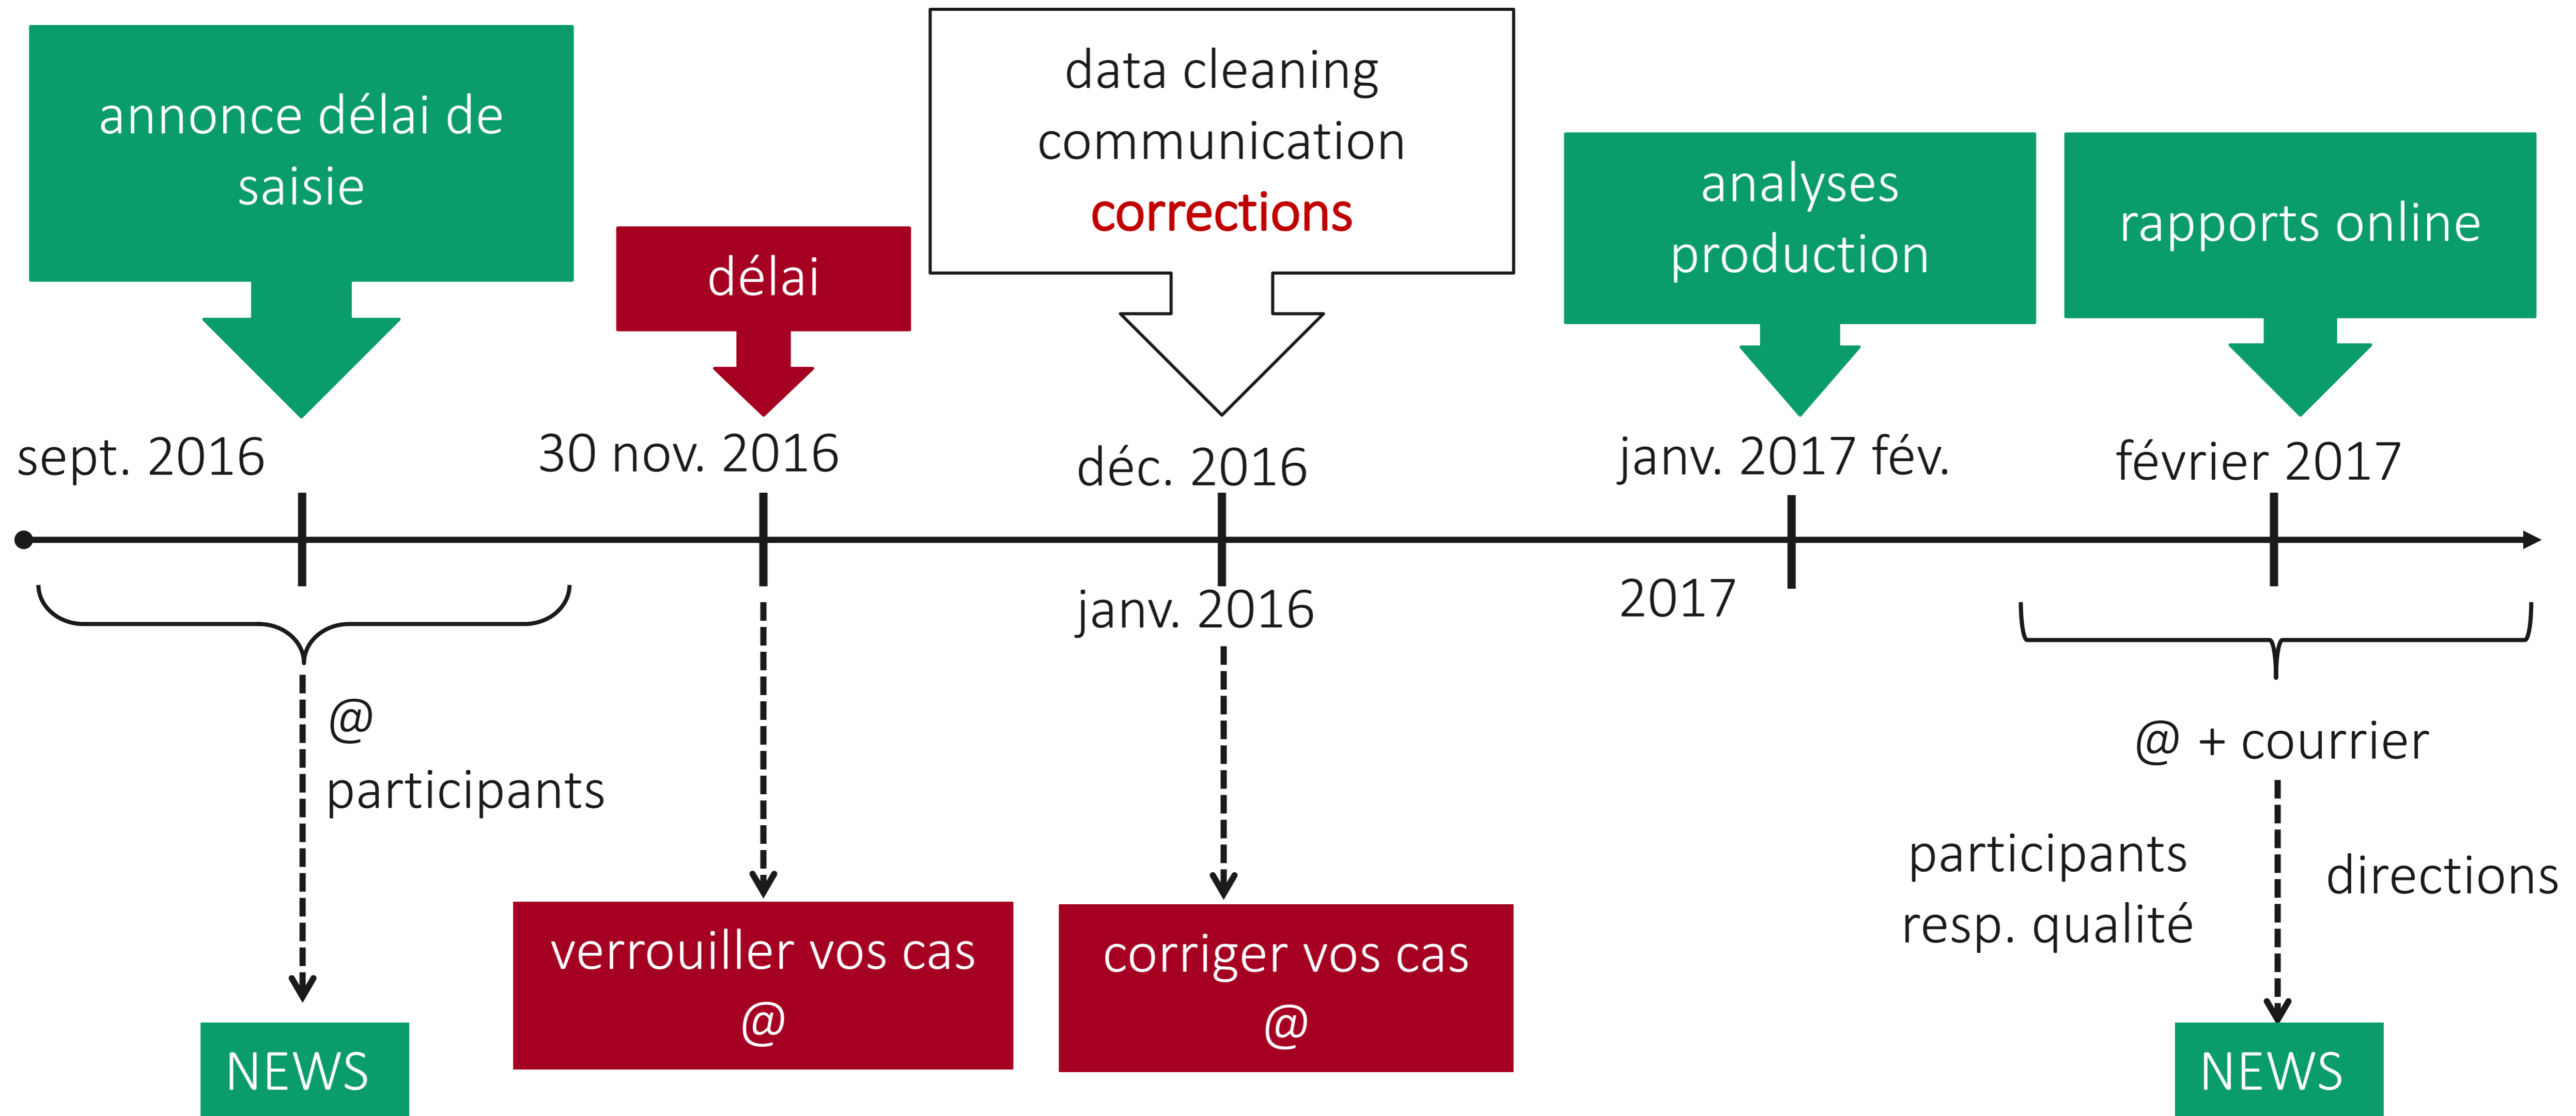 annonce délai de
saisie
délai
data cleaning
communication
corrections
analyses
production
rapports online
sept. 2016
30 nov. 2016
déc. 2016
janv. 2017 fév.
février 2017
janv. 2016
2017
@
participants
@ + courrier
participants
resp. qualité
directions
verrouiller vos cas
@
corriger vos cas
@
NEWS
NEWS